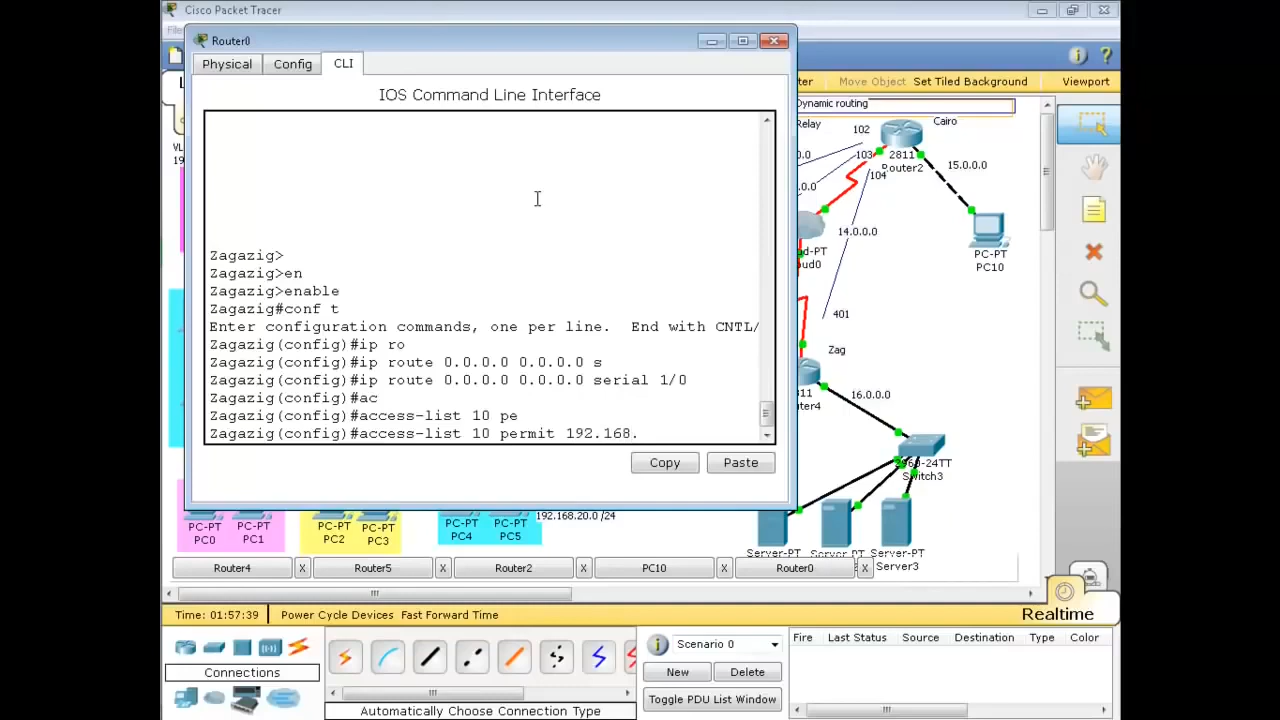 Cisco Packet Tracer
Router0
Physical
Config
CLI
IOS Command Line Interface
Zagazig>
Zagazig>en
Zagazig>enable
Zagazig#conf t
Enter configuration commands, one per line.  End with CNTL/
Zagazig(config)#ip ro
Zagazig(config)#ip route 0.0.0.0 0.0.0.0 s
Zagazig(config)#ip route 0.0.0.0 0.0.0.0 serial 1/0
Zagazig(config)#ac
Zagazig(config)#access-list 10 pe
Zagazig(config)#access-list 10 permit 192.168.
Copy
Paste
Move Object
Set Tiled Background
Viewport
Dynamic routing
Relay
102
Cairo
103
2811
Router2
104
15.0.0.0
14.0.0.0
PC-PT
PC10
401
Zag
16.0.0.0
2960-24TT
Switch3
192.168.20.0 /24
PC-PT
PC0
PC-PT
PC1
PC-PT
PC2
PC-PT
PC3
PC-PT
PC4
PC-PT
PC5
Server-PT
Server-PT
Server3
Router4 X
Router5 X
Router2 X
PC10 X
Router0 X
Time: 01:57:39
Power Cycle Devices
Fast Forward Time
Realtime
Connections
Automatically Choose Connection Type
Scenario 0
New
Delete
Toggle PDU List Window
Fire
Last Status
Source
Destination
Type
Color